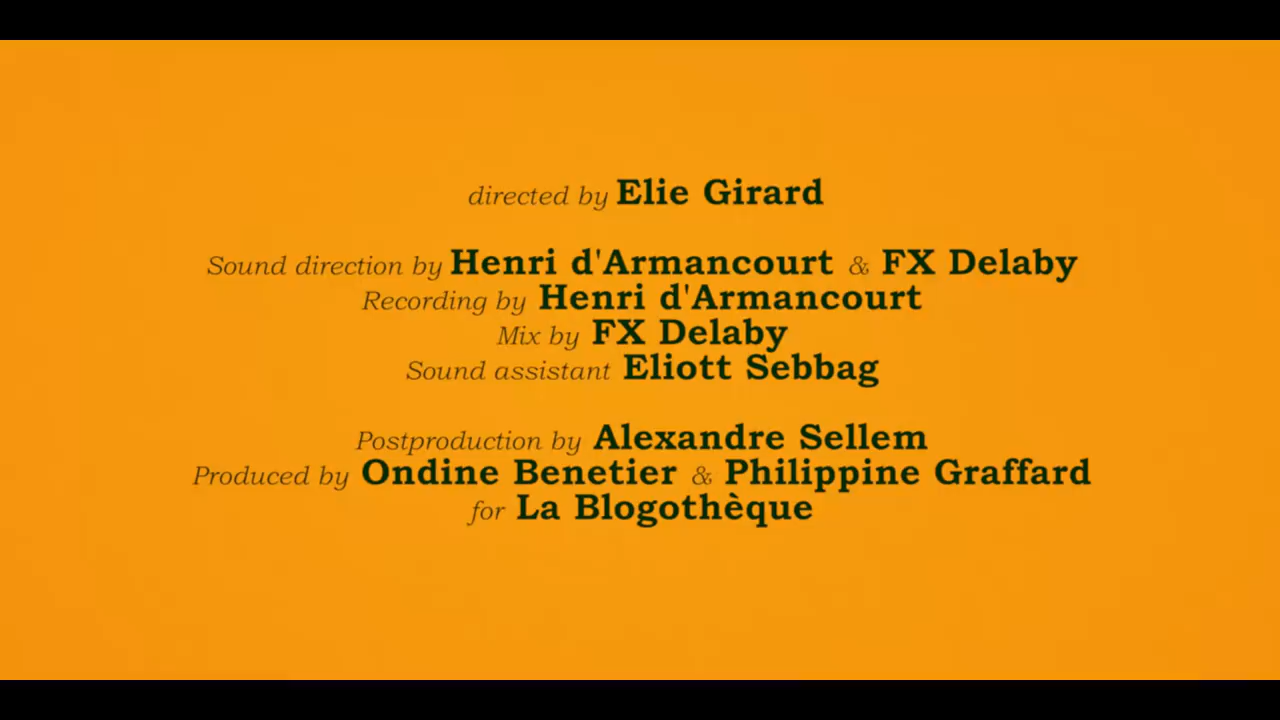 directed by Elie Girard
Sound direction by Henri d'Armancourt & FX Delaby
Recording by Henri d'Armancourt
Mix by FX Delaby
Sound assistant Eliott Sebbag
Postproduction by Alexandre Sellem
Produced by Ondine Benetier & Philippine Graffard
for La Blogothèque